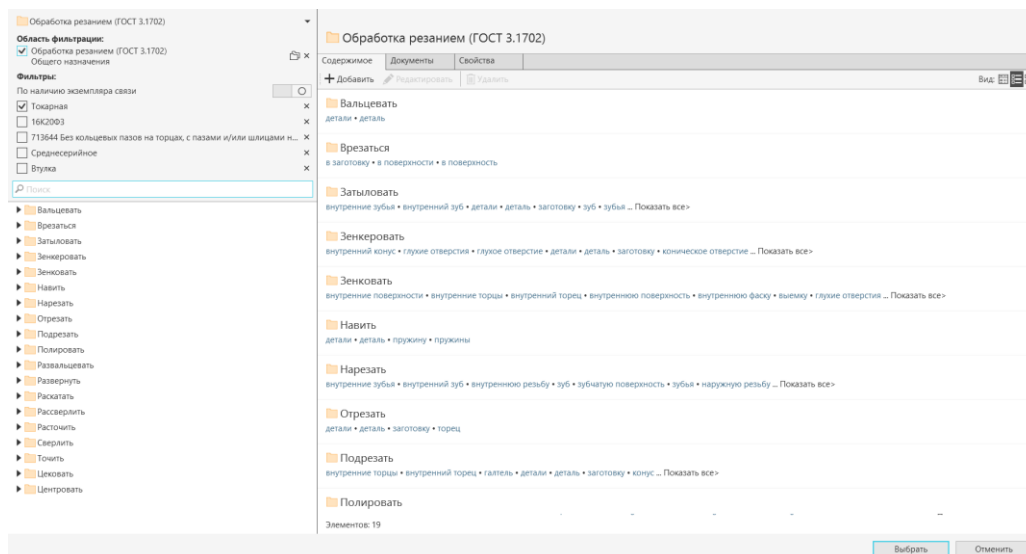 Обработка резанием (ГОСТ 3.1702)
Область фильтрации:
Обработка резанием (ГОСТ 3.1702)
Общего назначения
Фильтры:
По наличию экземпляра связи
Токарная
16К20Ф3
713644 Без кольцевых пазов на торцах, с пазами и/или шлицами н...
Среднесерийное
Втулка
Поиск
Вальцевать
Врезаться
Затыловать
Зенкеровать
Зенковать
Навить
Нарезать
Отрезать
Подрезать
Полировать
Развальцевать
Развернуть
Раскатать
Рассверлить
Расточить
Сверлить
Точить
Цековать
Центровать
Обработка резанием (ГОСТ 3.1702)
Содержимое Документы Свойства
Добавить Редактировать Удалить Вид:
Вальцевать
детали • деталь
Врезаться
в заготовку • в поверхности • в поверхность
Затыловать
внутренние зубья • внутренний зуб • детали • деталь • заготовку • зуб • зубья ... Показать все>
Зенкеровать
внутренний конус • глухие отверстия • глухое отверстие • детали • деталь • заготовку • коническое отверстие ... Показать все>
Зенковать
внутренние поверхности • внутренние торцы • внутренний торец • внутреннюю поверхность • внутреннюю фаску • выемку • глухие отверстия ... Показать все>
Навить
детали • деталь • пружину • пружины
Нарезать
внутренние зубья • внутренний зуб • внутреннюю резьбу • зуб • зубчатую поверхность • зубья • наружную резьбу ... Показать все>
Отрезать
детали • деталь • заготовку • торец
Подрезать
внутренние торцы • внутренний торец • галтель • детали • деталь • заготовку • конус ... Показать все>
Полировать
Элементов: 19
Выбрать Отменить